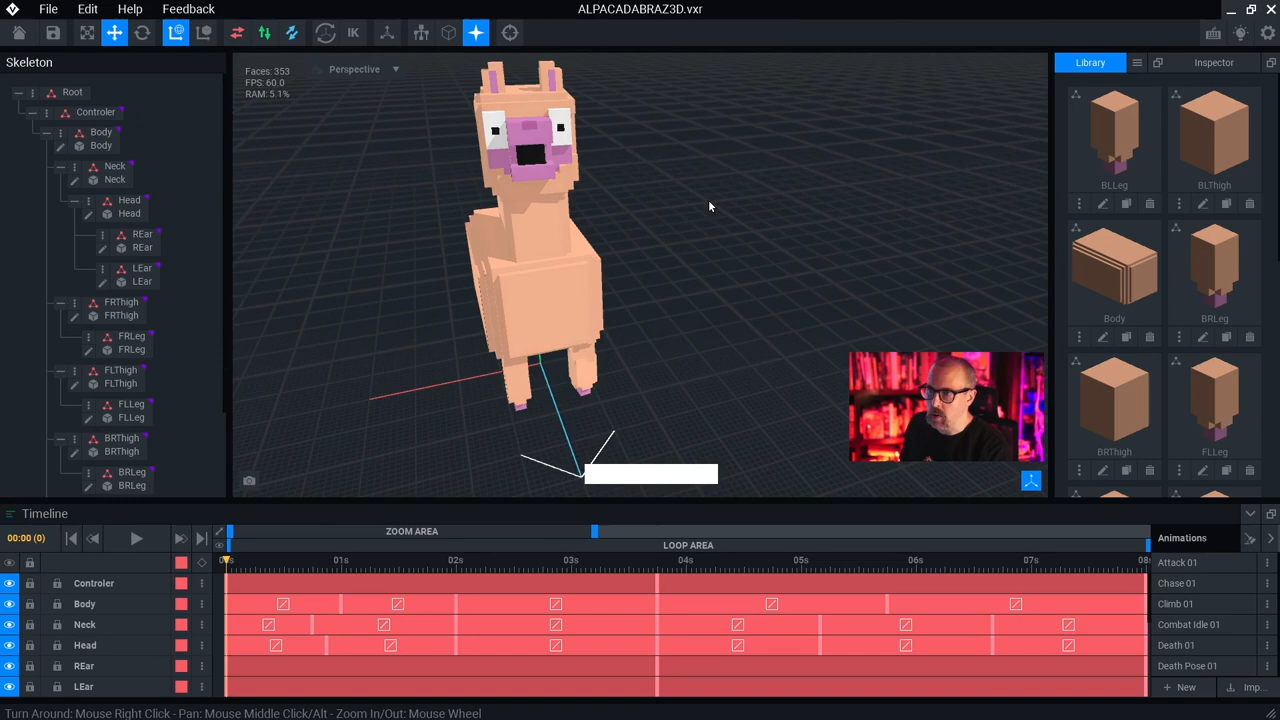 File Edit Help Feedback
ALPACADABRAZ3D.vxr
IK
Skeleton
Root
Controler
Body
Body
Neck
Neck
Head
Head
REar
REar
LEar
LEar
FRThigh
FRThigh
FRLeg
FRLeg
FLThigh
FLThigh
FLLeg
FLLeg
BRThigh
BRThigh
BRLeg
BRLeg
Faces: 353
FPS: 60.0
RAM: 5.1%
Perspective
Library
Inspector
BLLeg
BLThigh
Body
BRLeg
BRThigh
FLLeg
Timeline
00:00 (0)
ZOOM AREA
LOOP AREA
01s 02s 03s 04s 05s 06s 07s
Controler
Body
Neck
Head
REar
LEar
Animations
Attack 01
Chase 01
Climb 01
Combat Idle 01
Death 01
Death Pose 01
New
Imp...
Turn Around: Mouse Right Click - Pan: Mouse Middle Click/Alt - Zoom In/Out: Mouse Wheel